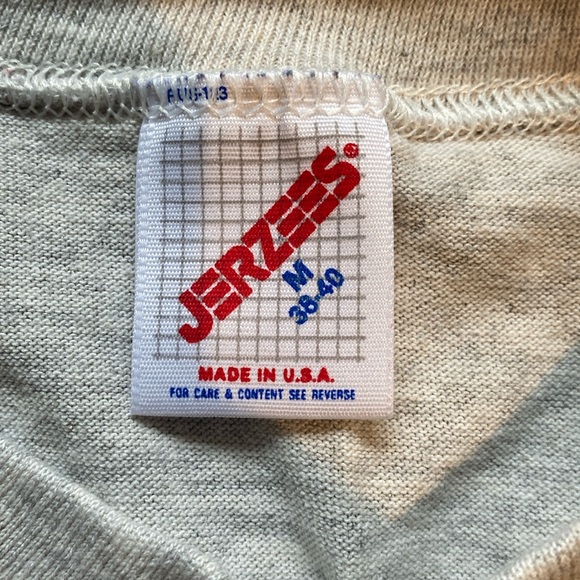 JERZEES®
M
38-40
MADE IN U.S.A.
FOR CARE & CONTENT SEE REVERSE